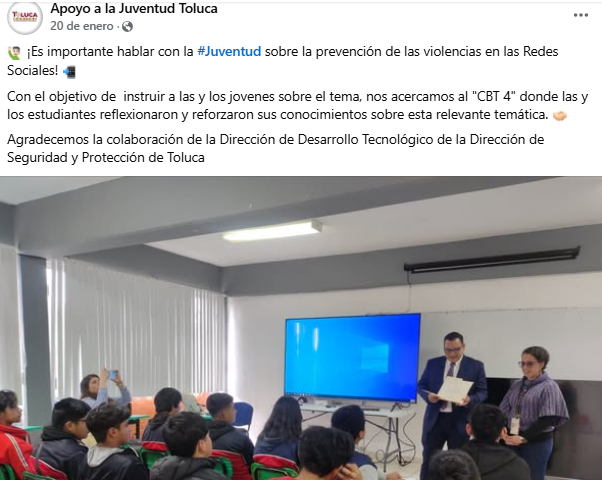 TOLUCA
Apoyo a la Juventud Toluca
20 de enero ·
¡Es importante hablar con la #Juventud sobre la prevención de las violencias en las Redes
Sociales!
Con el objetivo de  instruir a las y los jovenes sobre el tema, nos acercamos al "CBT 4" donde las y
los estudiantes reflexionaron y reforzaron sus conocimientos sobre esta relevante temática.
Agradecemos la colaboración de la Dirección de Desarrollo Tecnológico de la Dirección de
Seguridad y Protección de Toluca